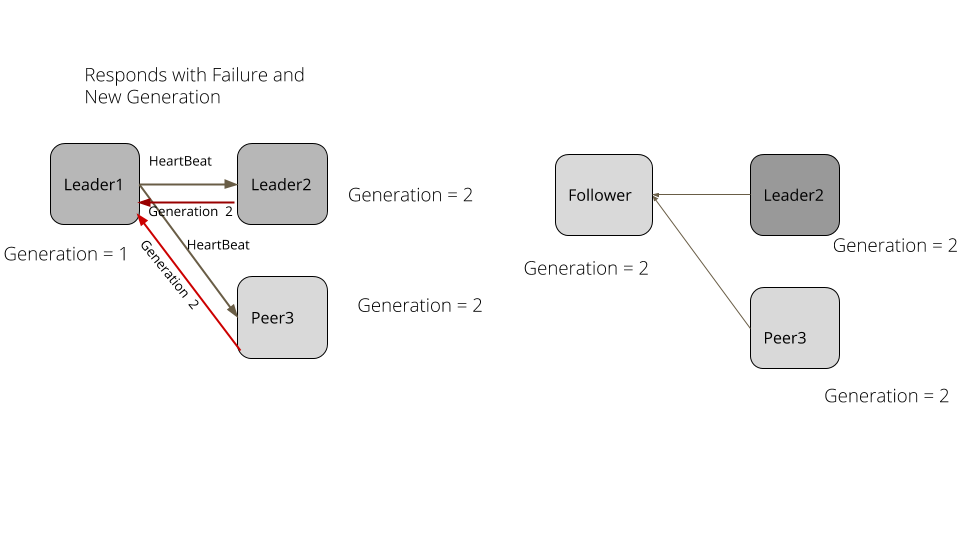 Responds with Failure and
New Generation
Leader1
HeartBeat
Leader2
Generation = 2
Generation 2
Generation = 1
HeartBeat
Generation 2
Peer3
Generation = 2
Follower
Leader2
Generation = 2
Generation = 2
Peer3
Generation = 2